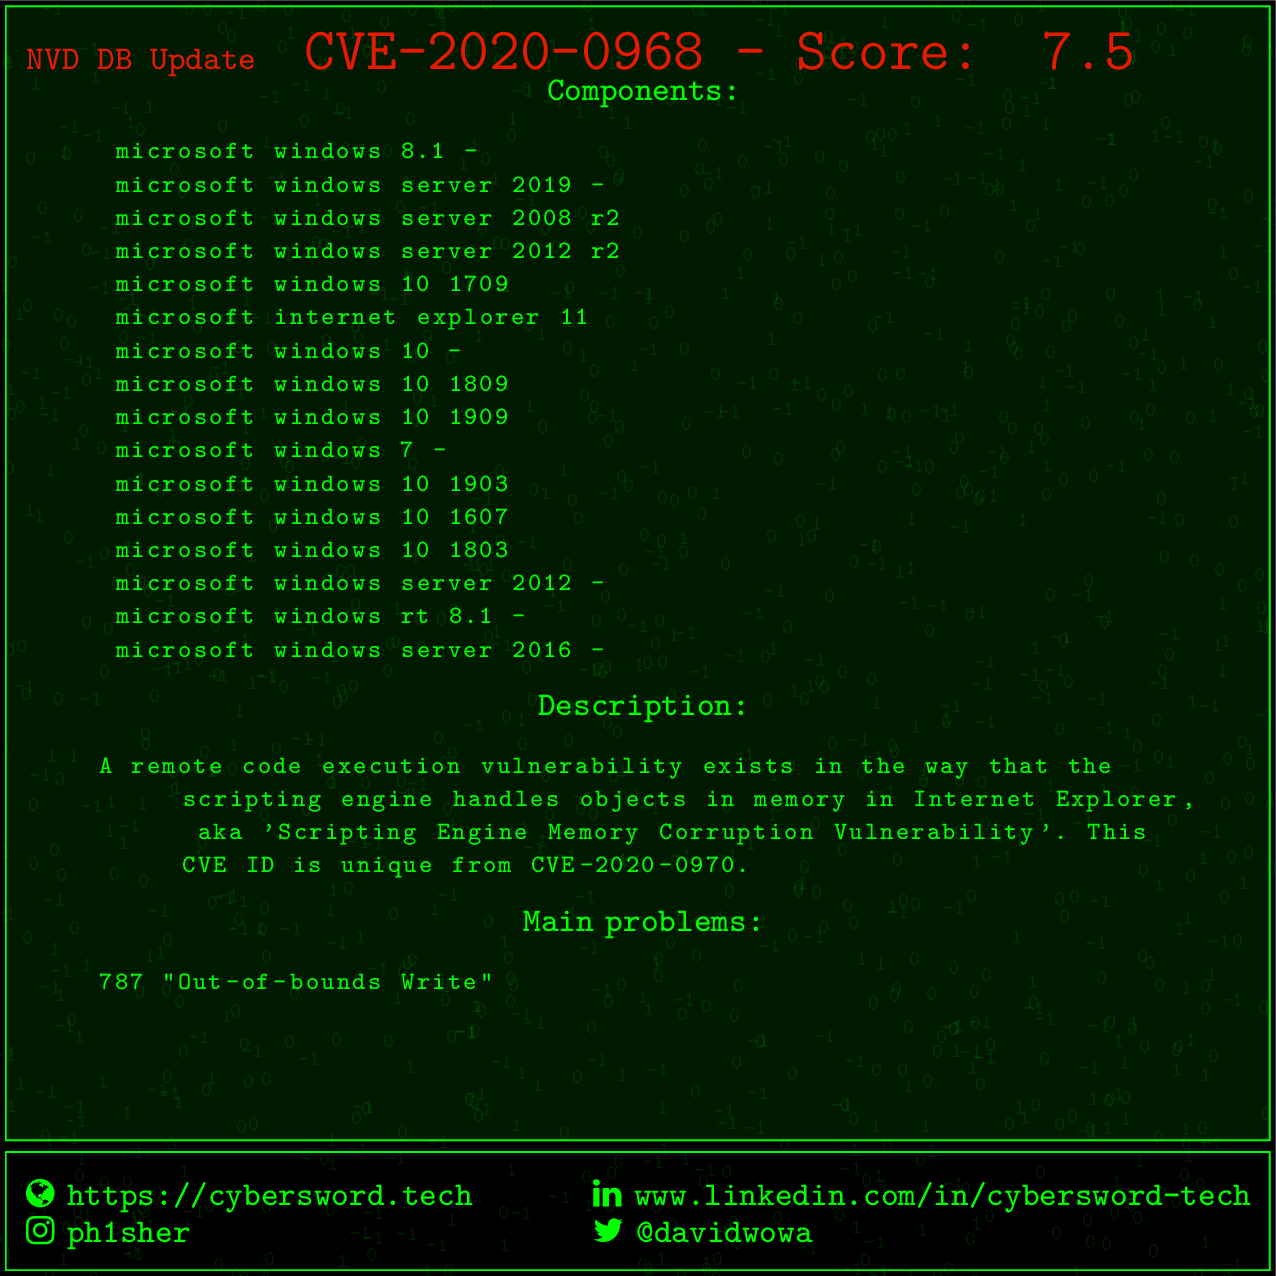 NVD DB Update CVE-2020-0968 - Score: 7.5
Components:
microsoft windows 8.1 -
microsoft windows server 2019 -
microsoft windows server 2008 r2
microsoft windows server 2012 r2
microsoft windows 10 1709
microsoft internet explorer 11
microsoft windows 10 -
microsoft windows 10 1809
microsoft windows 10 1909
microsoft windows 7 -
microsoft windows 10 1903
microsoft windows 10 1607
microsoft windows 10 1803
microsoft windows server 2012 -
microsoft windows rt 8.1 -
microsoft windows server 2016 -
Description:
A remote code execution vulnerability exists in the way that the
scripting engine handles objects in memory in Internet Explorer,
aka 'Scripting Engine Memory Corruption Vulnerability'. This
CVE ID is unique from CVE-2020-0970.
Main problems:
787 "Out-of-bounds Write"
https://cybersword.tech
www.linkedin.com/in/cybersword-tech
ph1sher
@davidwowa